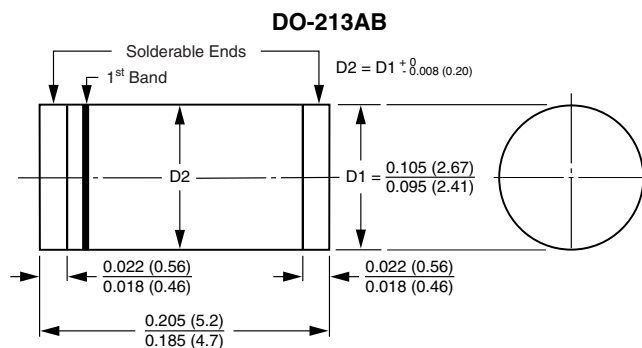 DO-213AB
Solderable Ends
1st Band
D2 = D1 + 0
- 0.008 (0.20)
D2
D1 = 0.105 (2.67)
0.095 (2.41)
0.022 (0.56)
0.018 (0.46)
0.022 (0.56)
0.018 (0.46)
0.205 (5.2)
0.185 (4.7)